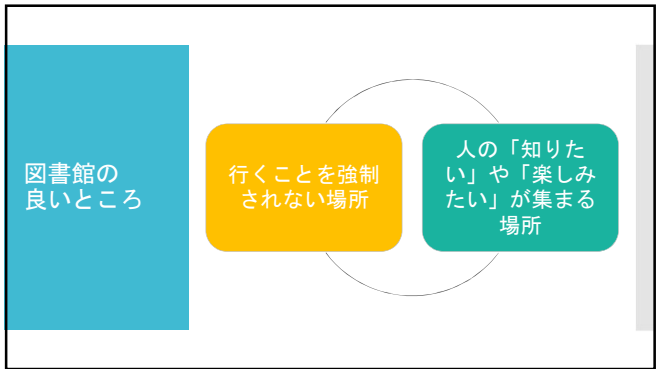 図書館の
良いところ
行くことを強制
されない場所
人の「知りた
い」や「楽しみ
たい」が集まる
場所